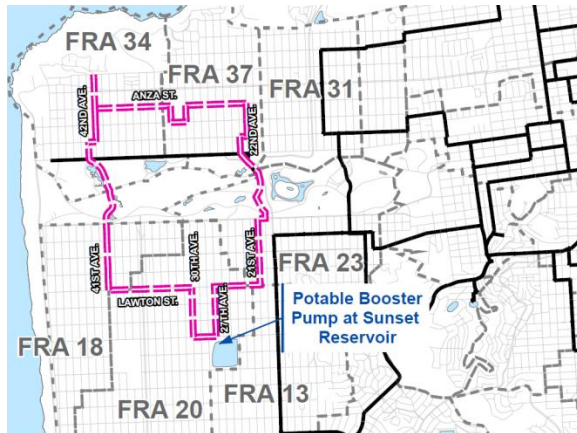 FRA 34
FRA 37
FRA 31
ANZA ST.
42ND AVE.
22ND AVE.
41ST AVE.
30TH AVE.
21ST AVE.
27TH AVE.
LAWTON ST.
FRA 23
Potable Booster
Pump at Sunset
Reservoir
FRA 18
FRA 20
FRA 13